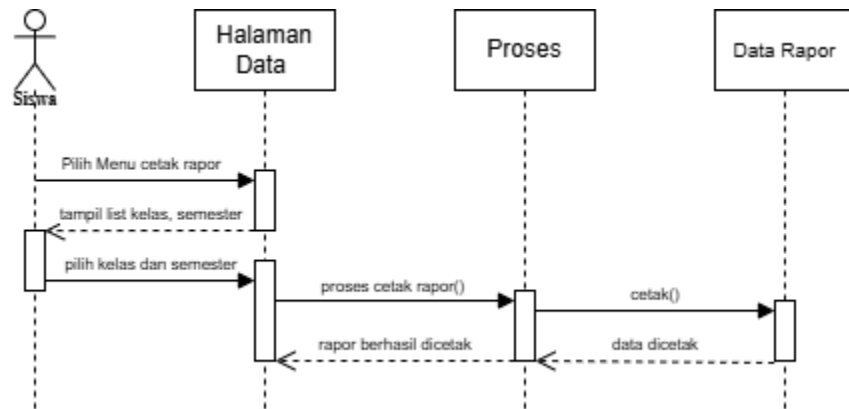 Siswa
Halaman
Data
Proses
Data Rapor
Pilih Menu cetak rapor
tampil list kelas, semester
pilih kelas dan semester
proses cetak rapor()
cetak()
rapor berhasil dicetak
data dicetak